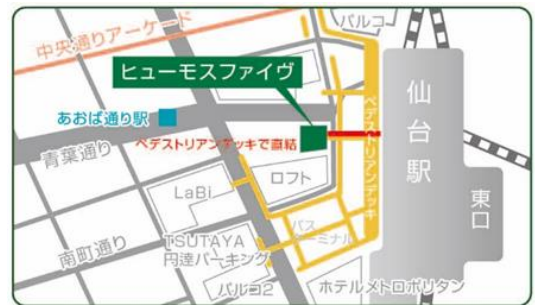 パルコ
中央通りアーケード
ヒューモスファイヴ
あおば通り駅
青葉通り
ペデストリアンデッキで直結
ペデストリアンデッキ
仙台駅
東口
ロフト
LaBi
バス
ターミナル
南町通り
TSUTAYA
円達パーキング
パルコ2
ホテルメトロポリタン